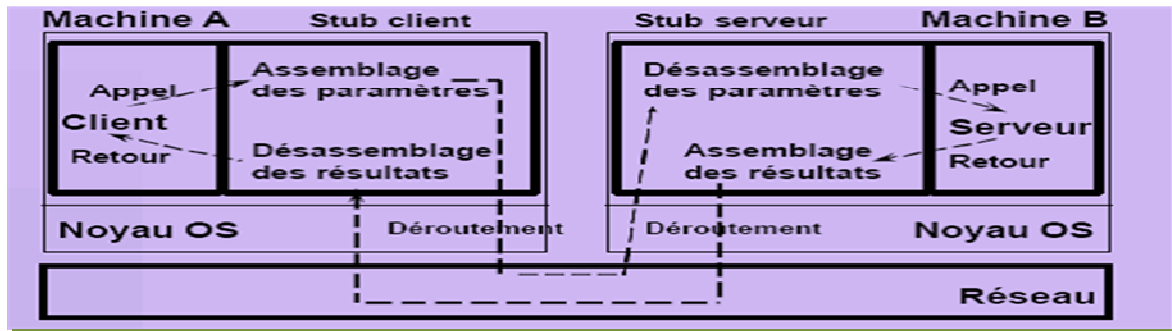 Machine A
Stub client
Stub serveur
Machine B
Appel
Client
Retour
Assemblage
des paramètres
Désassemblage
des résultats
Désassemblage
des paramètres
Assemblage
des résultats
Appel
Serveur
Retour
Noyau OS
Déroutement
Déroutement
Noyau OS
Réseau